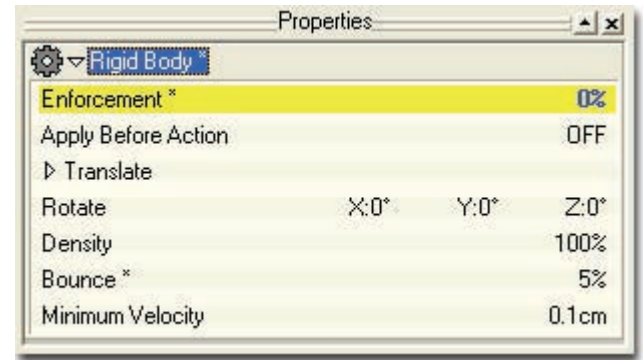 Properties
Rigid Body *
Enforcement * 0%
Apply Before Action OFF
Translate
Rotate X:0° Y:0° Z:0°
Density 100%
Bounce * 5%
Minimum Velocity 0.1cm